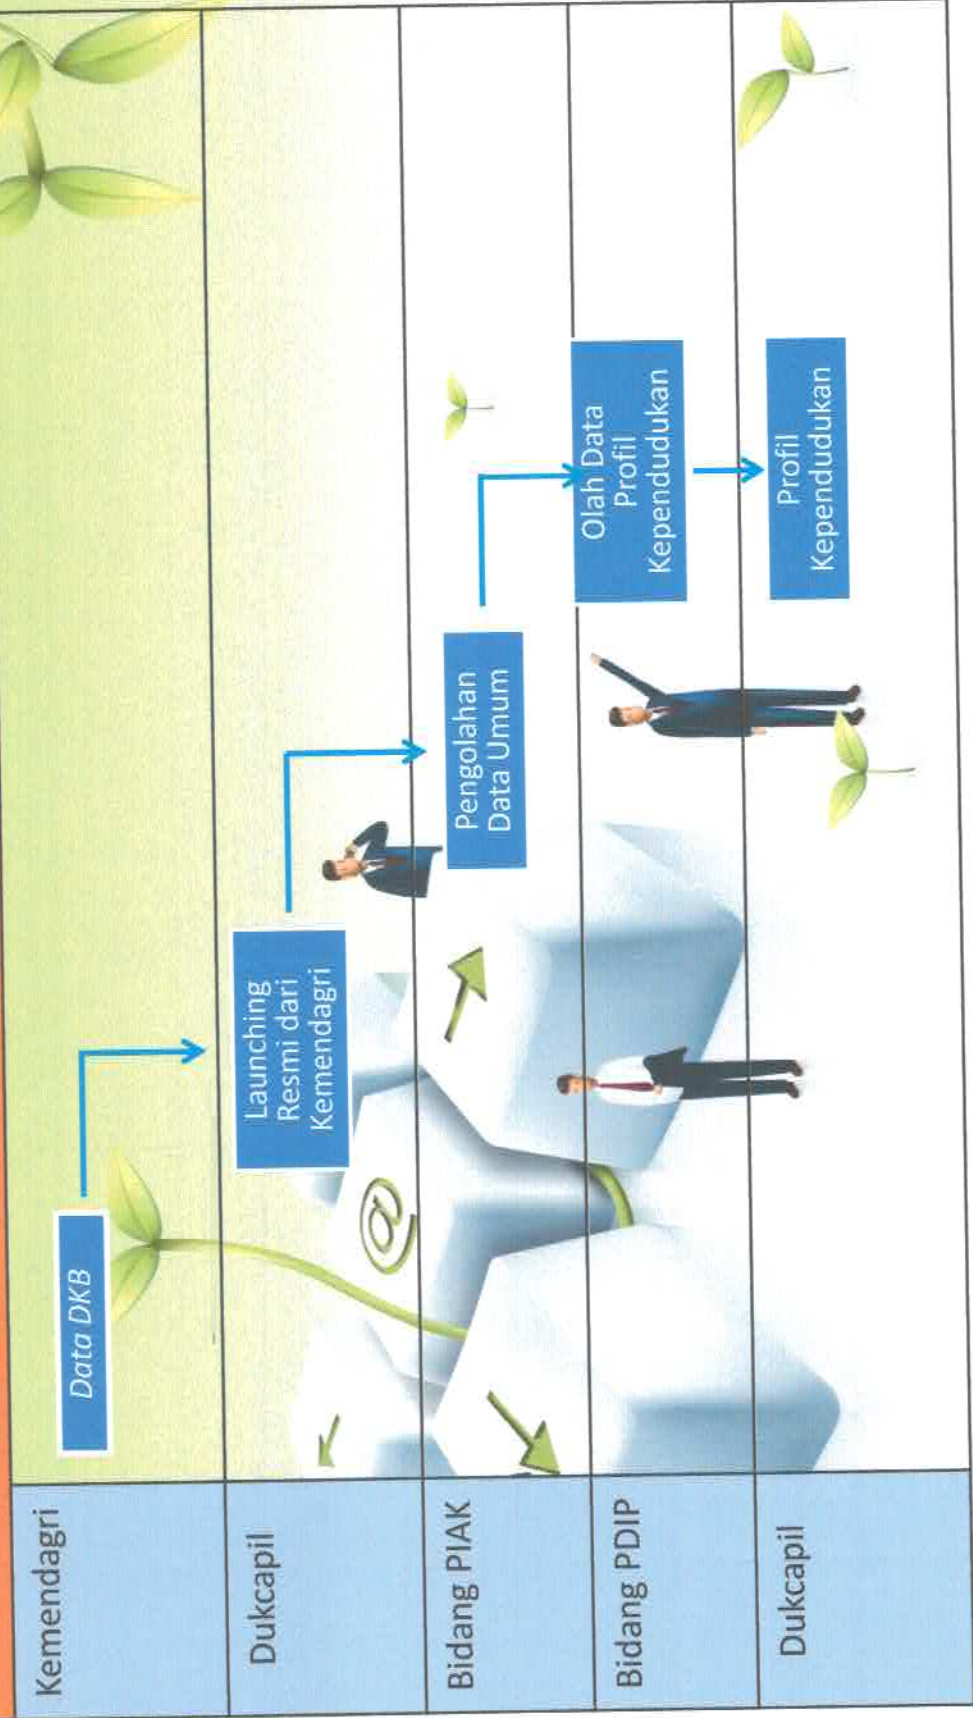 Kemendagri
Data DKB
Dukcapil
Launching
Resmi dari
Kemendagri
@
Bidang PIAK
Pengolahan
Data Umum
Bidang PDIP
Olah Data
Profil
Kependudukan
Dukcapil
Profil
Kependudukan